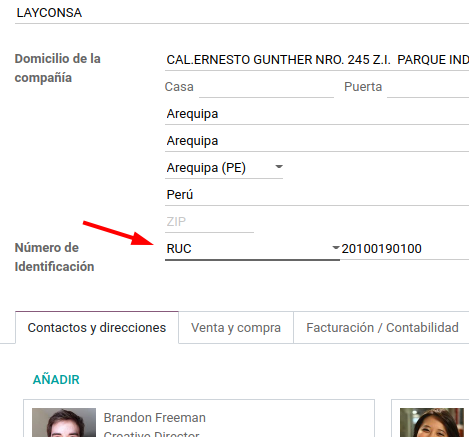 LAYCONSA
Domicilio de la compañía
CAL.ERNESTO GUNTHER NRO. 245 Z.I. PARQUE IND
Casa Puerta
Arequipa
Arequipa
Arequipa (PE)
Perú
ZIP
Número de Identificación
RUC 20100190100
Contactos y direcciones Venta y compra Facturación / Contabilidad
AÑADIR
Brandon Freeman
Creative Director